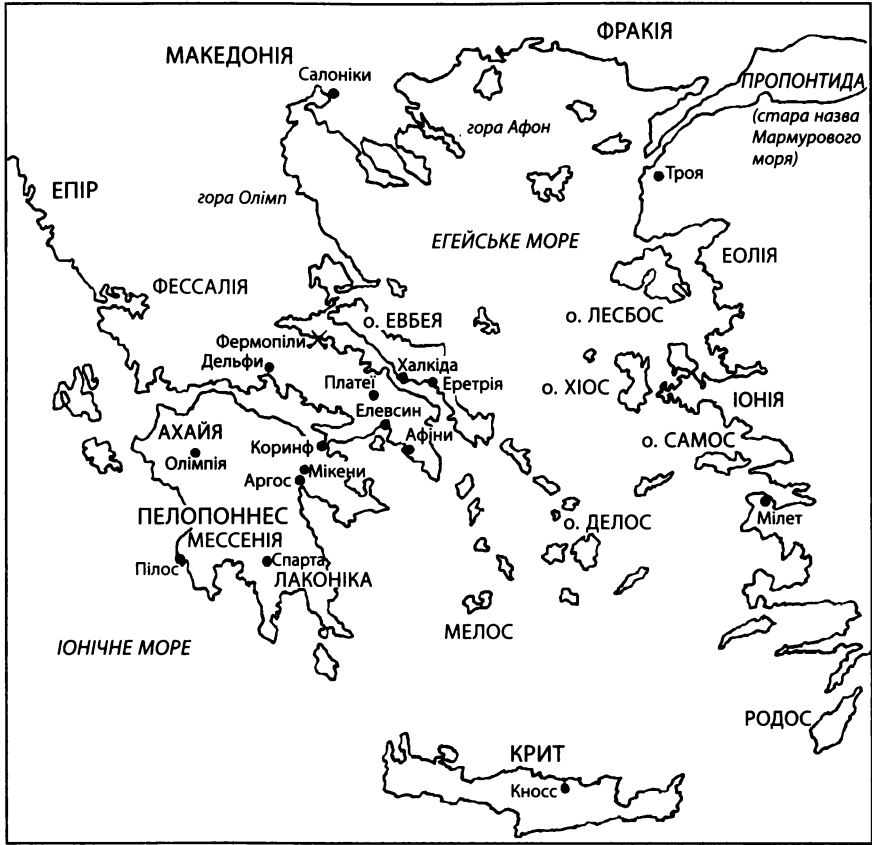 ФРАКІЯ
МАКЕДОНІЯ
Салоніки
ПРОПОНТИДА
(стара назва
Мармурового
моря)
гора Афон
Троя
ЕПІР
гора Олімп
ЕГЕЙСЬКЕ МОРЕ
ЕОЛІЯ
ФЕССАЛІЯ
о. ЛЕСБОС
о. ЕВБЕЯ
Фермопіли
Дельфи
Халкіда
Платеї
Еретрія
о. ХІОС
ІОНІЯ
Елевсин
АХАЙЯ
Афіни
о. САМОС
Коринф
Олімпія
Мікени
Аргос
ПЕЛОПОННЕС
о. ДЕЛОС
Мілет
МЕССЕНІЯ
Пілос
Спарта
ЛАКОНІКА
МЕЛОС
ІОНІЧНЕ МОРЕ
РОДОС
КРИТ
Кносс